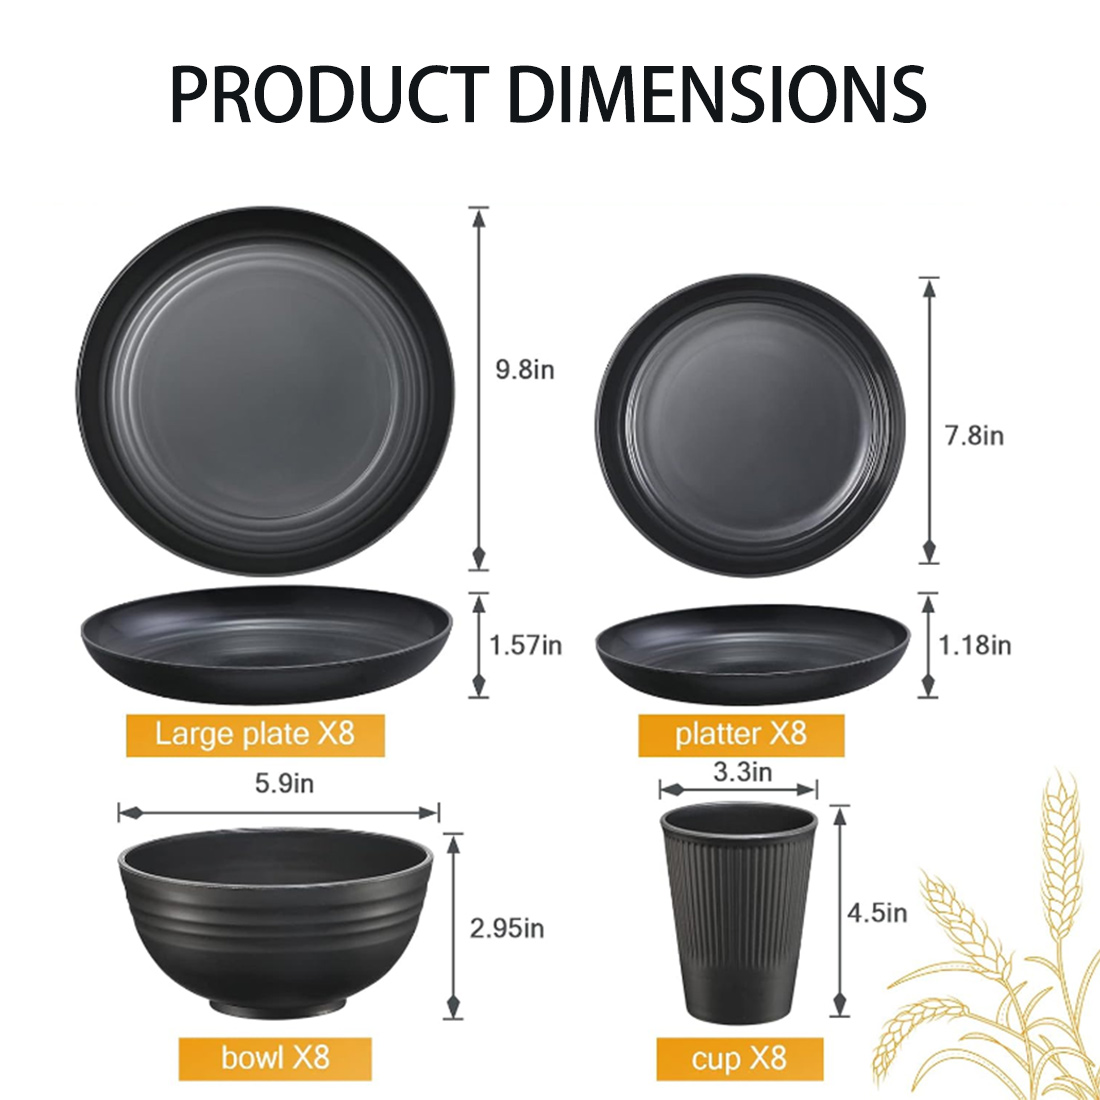 PRODUCT DIMENSIONS
9.8in
7.8in
1.57in
1.18in
Large plate X8
platter X8
5.9in
3.3in
2.95in
4.5in
bowl X8
cup X8